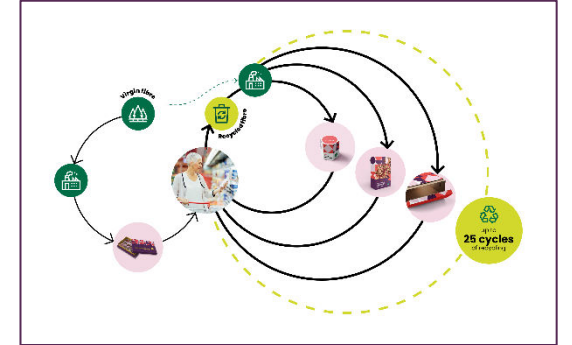 Virgin fibre
Recycled fibre
up to
25 cycles
of recycling